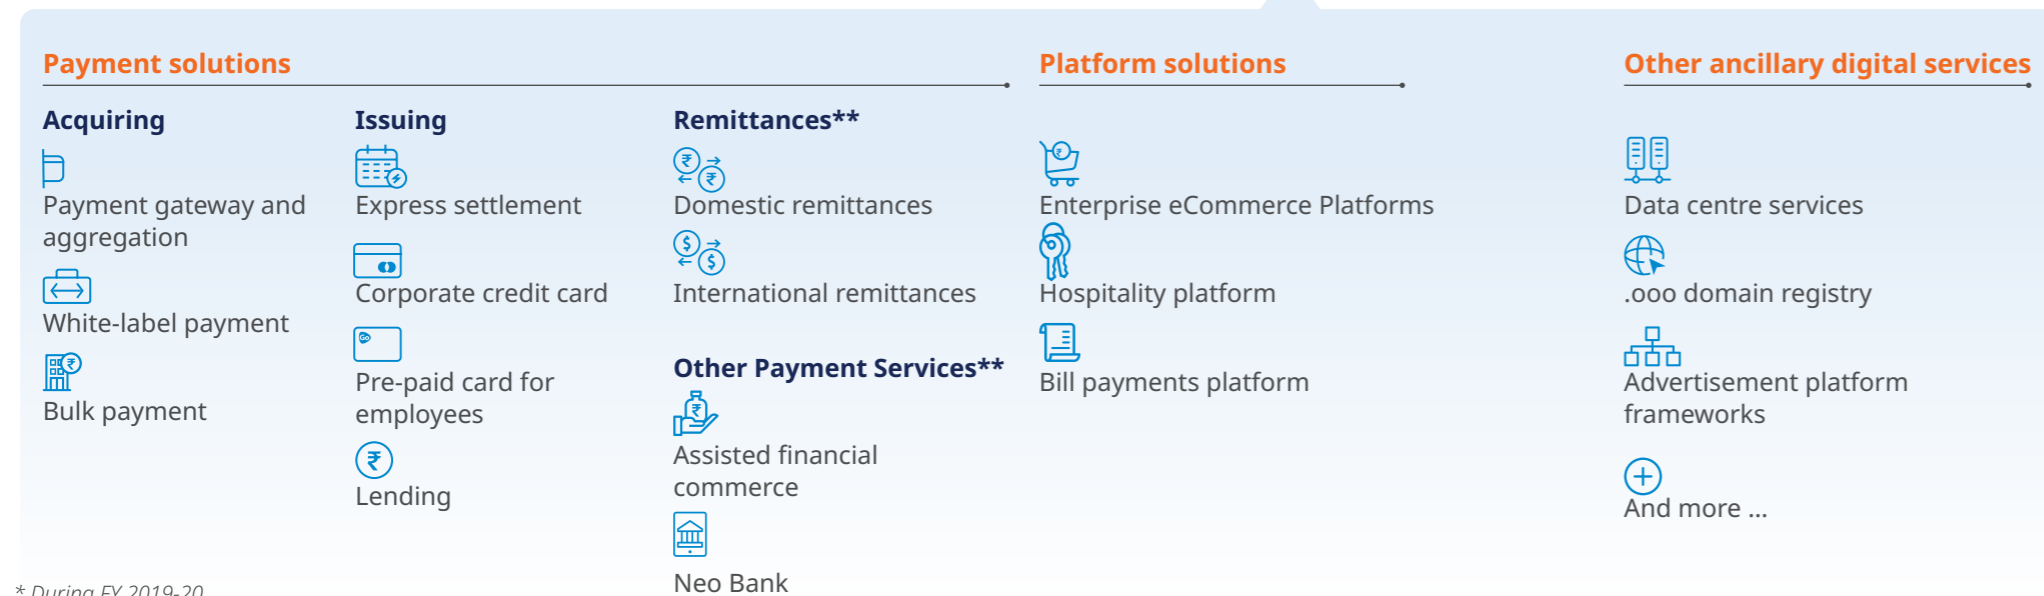 Payment solutions
Acquiring
Payment gateway and
aggregation
White-label payment
Bulk payment
Issuing
Express settlement
Corporate credit card
Pre-paid card for
employees
Lending
Remittances**
Domestic remittances
International remittances
Other Payment Services**
Assisted financial
commerce
Neo Bank
Platform solutions
Enterprise eCommerce Platforms
Hospitality platform
Bill payments platform
Other ancillary digital services
Data centre services
.ooo domain registry
Advertisement platform
frameworks
And more ...
* During FY 2019-20